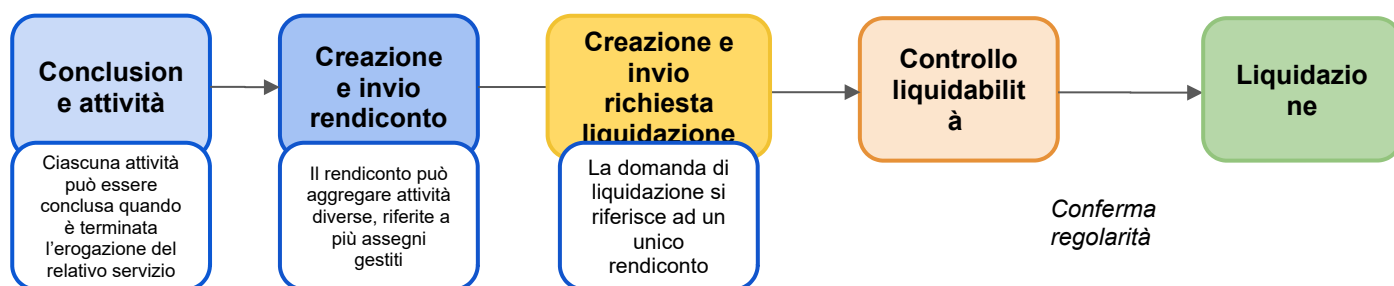 Conclusion
e attività
Ciascuna attività
può essere
conclusa quando
è terminata
l'erogazione del
relativo servizio
Creazione
e invio
rendiconto
Il rendiconto può
aggregare attività
diverse, riferite a
più assegni
gestiti
Creazione e
invio
richiesta
liquidazione
La domanda di
liquidazione si
riferisce ad un
unico
rendiconto
Controllo
liquidabilit
à
Conferma
regolarità
Liquidazio
ne